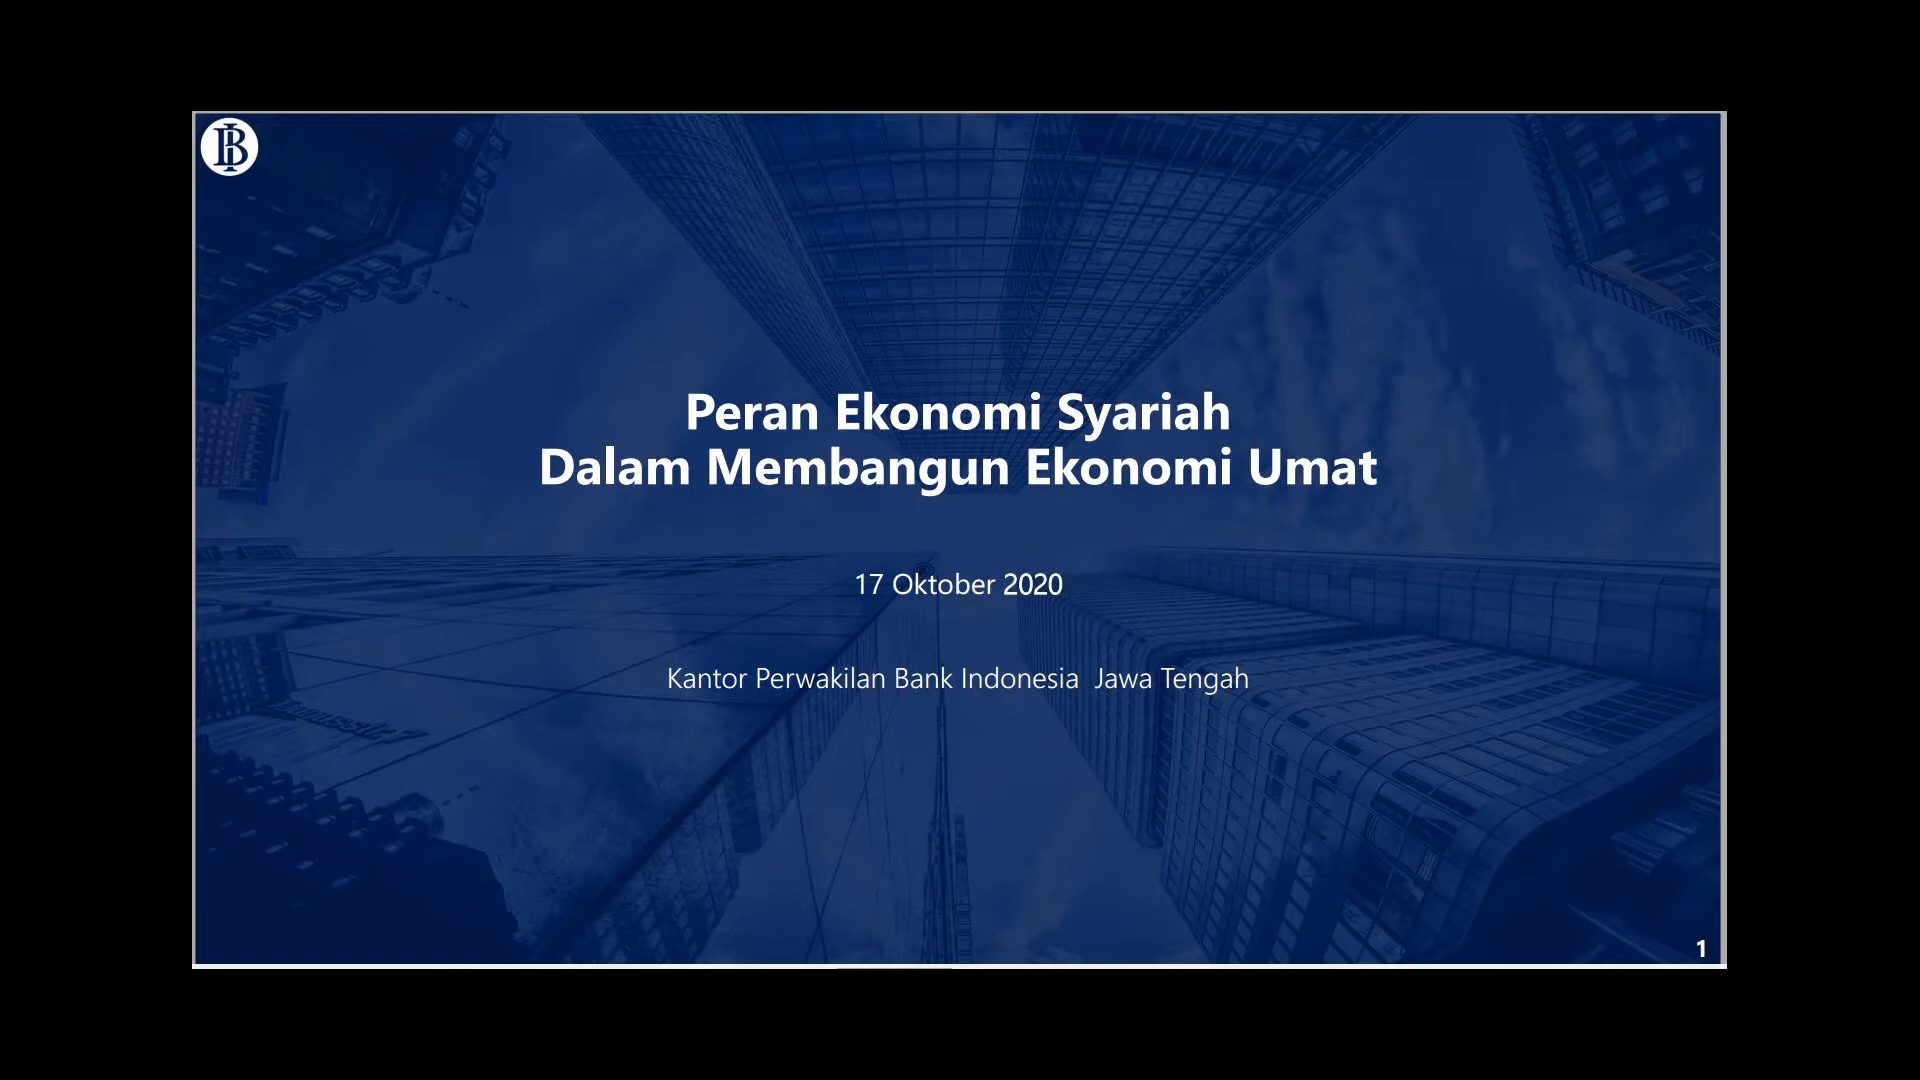 Peran Ekonomi Syariah
Dalam Membangun Ekonomi Umat
17 Oktober 2020
Kantor Perwakilan Bank Indonesia  Jawa Tengah
1